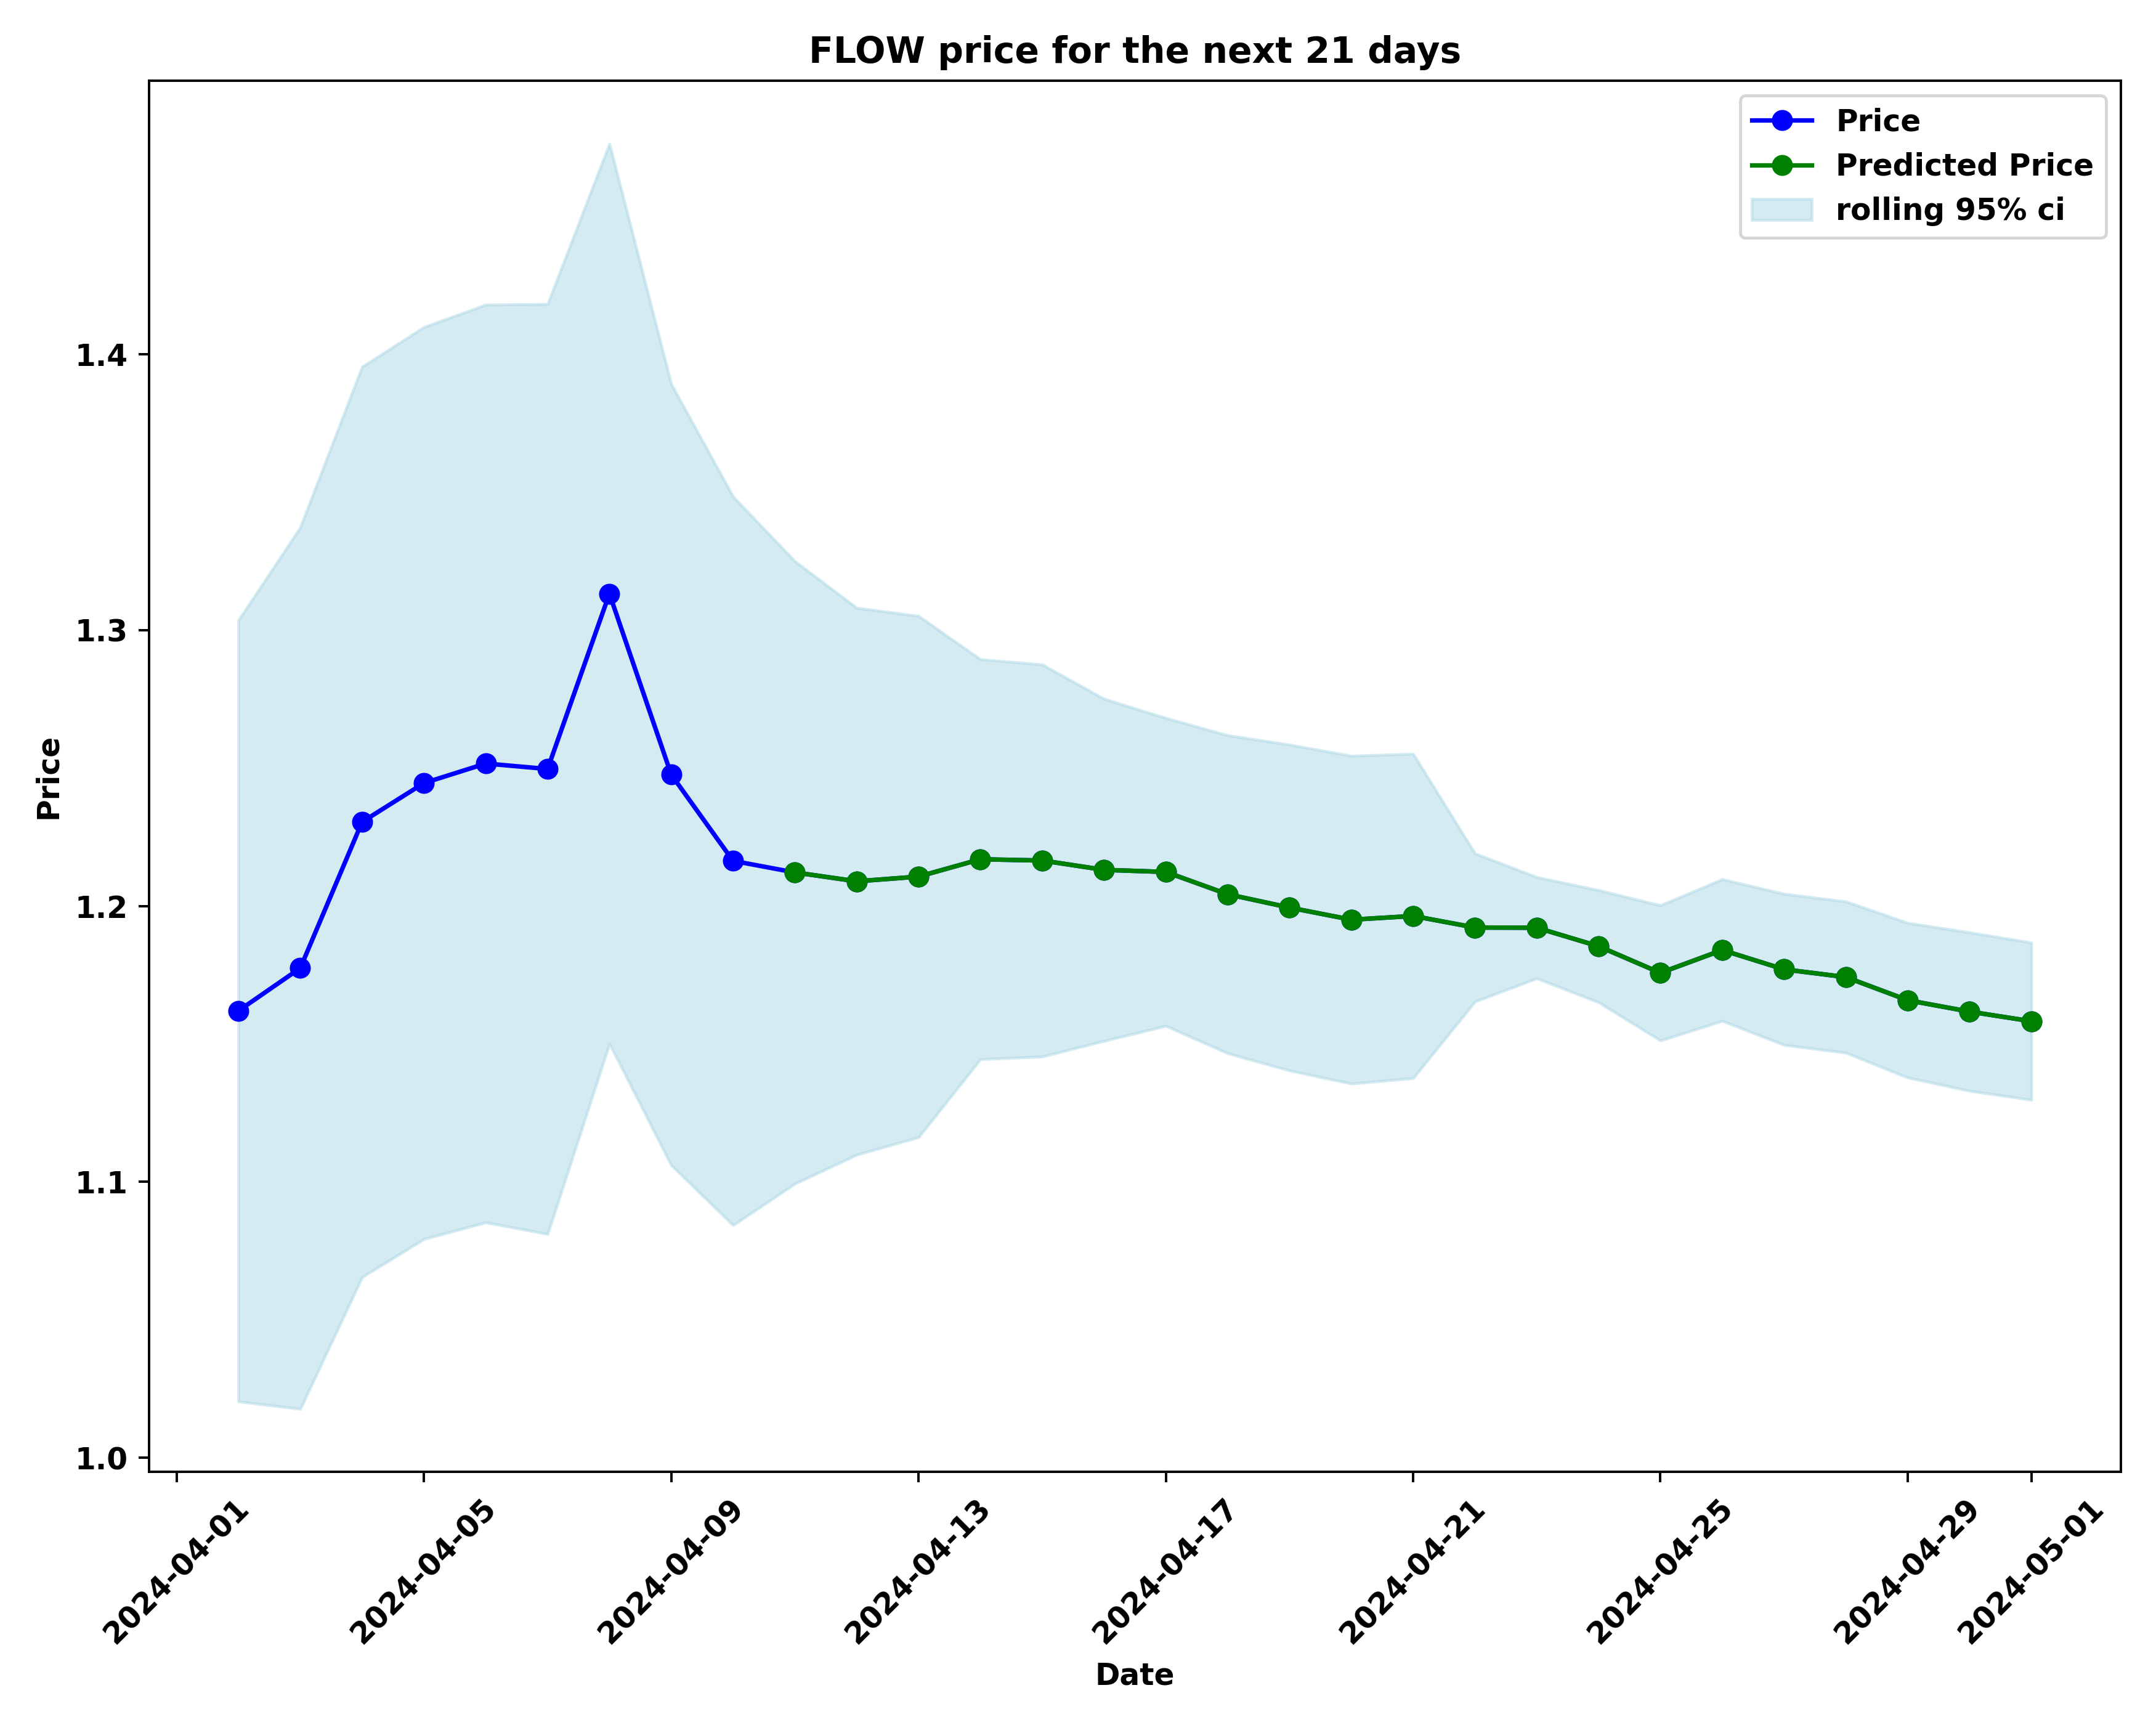 FLOW price for the next 21 days
Price
Predicted Price
rolling 95% ci
Price
1.4
1.3
1.2
1.1
1.0
2024-04-01
2024-04-05
2024-04-09
2024-04-13
2024-04-17
2024-04-21
2024-04-25
2024-04-29
2024-05-01
Date